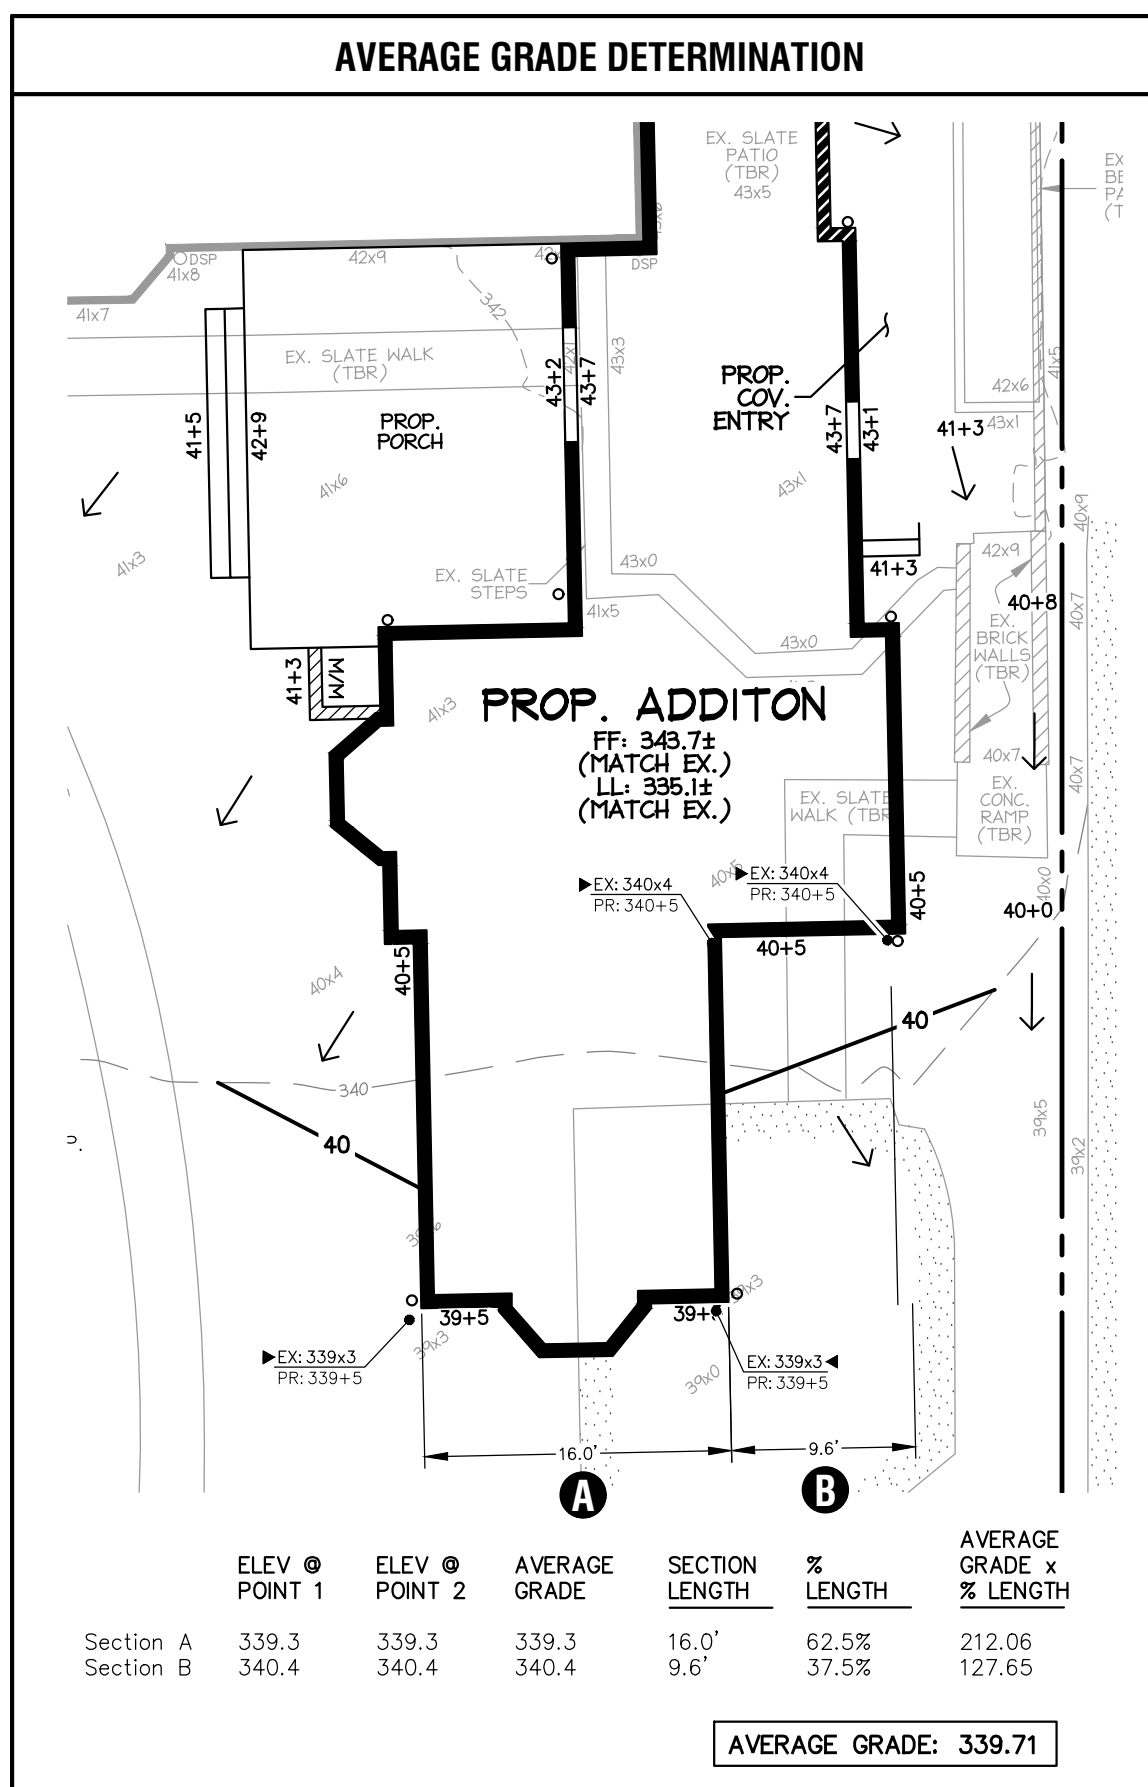 AVERAGE GRADE DETERMINATION
EX. SLATE
PATIO
(TBR)
43x5
DSP
41x8
42x9
DSP
41x7
342
EX. SLATE WALK
(TBR)
43x3
41+5
42+9
PROP.
PORCH
43+2
43+7
PROP.
COV.
ENTRY
43+7
43+1
42x6
43x1
41+3
41x5
41x6
43x1
41x3
EX. SLATE
STEPS
43x0
41x5
41+3
42x9
40x9
40+8
40x7
EX.
BRICK
WALLS
(TBR)
43x0
41+3
M/M
41x3
PROP. ADDITON
FF: 343.7±
(MATCH EX.)
LL: 335.1±
(MATCH EX.)
40x7
40x7
EX. SLATE
WALK (TBR
EX.
CONC.
RAMP
(TBR)
40x5
EX: 340x4
PR: 340+5
EX: 340x4
PR: 340+5
40+5
40x0
40+0
40+5
40+5
40x4
40
340
40
39x5
39x2
39x3
39+5
39+
39x3
EX: 339x3
PR: 339+5
EX: 339x3
PR: 339+5
39x0
16.0'
9.6'
A
B
ELEV @ POINT 1
ELEV @ POINT 2
AVERAGE GRADE
SECTION LENGTH
% LENGTH
AVERAGE GRADE x % LENGTH
Section A 339.3 339.3 339.3 16.0' 62.5% 212.06
Section B 340.4 340.4 340.4 9.6' 37.5% 127.65
AVERAGE GRADE: 339.71